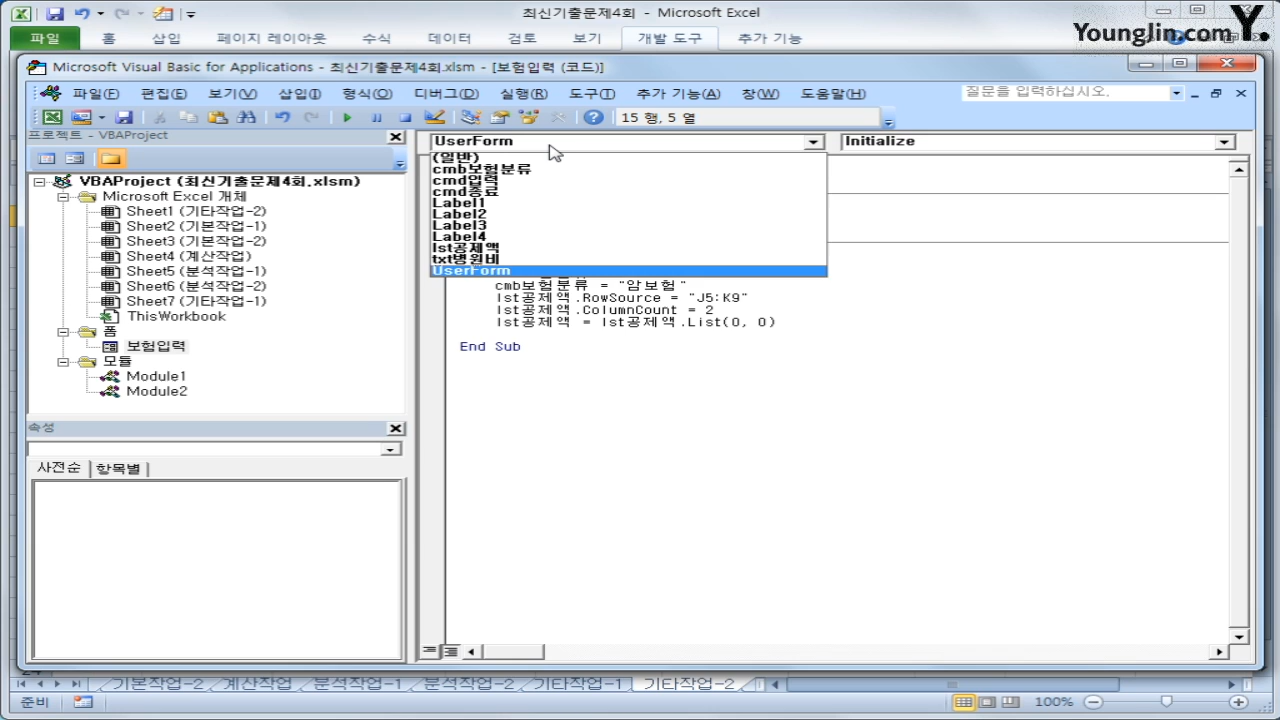 최신기출문제4회 - Microsoft Excel
Y.
YoungJin.com
파일 홈 삽입 페이지 레이아웃 수식 데이터 검토 보기 개발 도구 추가 기능
Microsoft Visual Basic for Applications - 최신기출문제4회.xlsm - [보험입력 (코드)]
파일(F) 편집(E) 보기(V) 삽입(I) 형식(O) 디버그(D) 실행(R) 도구(T) 추가 기능(A) 창(W) 도움말(H) 질문을 입력하십시오.
15 행, 5 열
프로젝트 - VBAProject
UserForm
Initialize
VBAProject (최신기출문제4회.xlsm)
Microsoft Excel 개체
Sheet1 (기타작업-2)
Sheet2 (기본작업-1)
Sheet3 (기본작업-2)
Sheet4 (계산작업)
Sheet5 (분석작업-1)
Sheet6 (분석작업-2)
Sheet7 (기타작업-1)
ThisWorkbook
폼
보험입력
모듈
Module1
Module2
(일반)
cmb보험분류
cmd입력
cmd종료
Label1
Label2
Label3
Label4
lst공제액
txt병원비
UserForm
cmb보험분류 = "암보험"
lst공제액.RowSource = "J5:K9"
lst공제액.ColumnCount = 2
lst공제액 = lst공제액.List(0, 0)
End Sub
속성
사전순 항목별
기본작업-2 계산작업 분석작업-1 분석작업-2 기타작업-1 기타작업-2
준비
100%